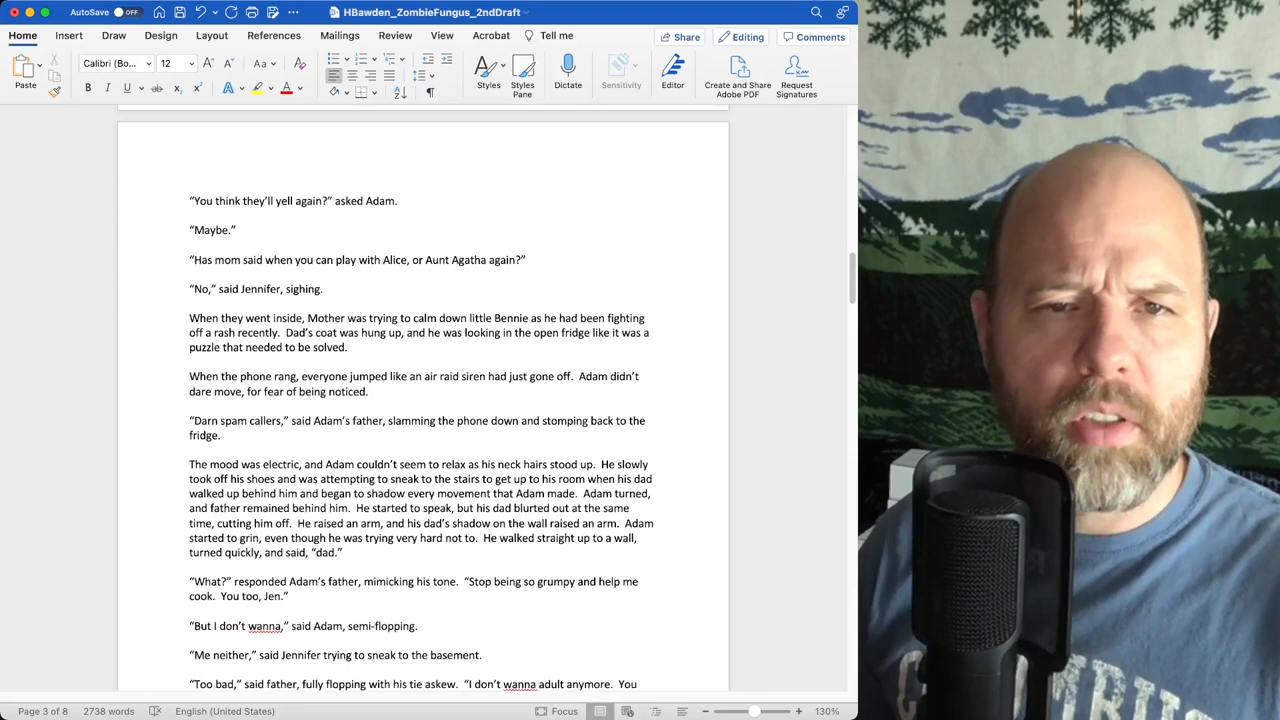 AutoSave OFF
HBawden_ZombieFungus_2ndDraft
Home Insert Draw Design Layout References Mailings Review View Acrobat Tell me
Share Editing Comments
Paste
Calibri (Bo... 12
Styles
Styles Pane
Dictate
Sensitivity
Editor
Create and Share Adobe PDF
Request Signatures
“You think they’ll yell again?” asked Adam.
“Maybe.”
“Has mom said when you can play with Alice, or Aunt Agatha again?”
“No,” said Jennifer, sighing.
When they went inside, Mother was trying to calm down little Bennie as he had been fighting
off a rash recently.  Dad’s coat was hung up, and he was looking in the open fridge like it was a
puzzle that needed to be solved.
When the phone rang, everyone jumped like an air raid siren had just gone off.  Adam didn’t
dare move, for fear of being noticed.
“Darn spam callers,” said Adam’s father, slamming the phone down and stomping back to the
fridge.
The mood was electric, and Adam couldn’t seem to relax as his neck hairs stood up.  He slowly
took off his shoes and was attempting to sneak to the stairs to get up to his room when his dad
walked up behind him and began to shadow every movement that Adam made.  Adam turned,
and father remained behind him.  He started to speak, but his dad blurted out at the same
time, cutting him off.  He raised an arm, and his dad’s shadow on the wall raised an arm.  Adam
started to grin, even though he was trying very hard not to.  He walked straight up to a wall,
turned quickly, and said, “dad.”
“What?” responded Adam’s father, mimicking his tone.  “Stop being so grumpy and help me
cook.  You too, Jen.”
“But I don’t wanna,” said Adam, semi-flopping.
“Me neither,” said Jennifer trying to sneak to the basement.
“Too bad,” said father, fully flopping with his tie askew.  “I don’t wanna adult anymore.  You
Page 3 of 8 2738 words English (United States) Focus 130%